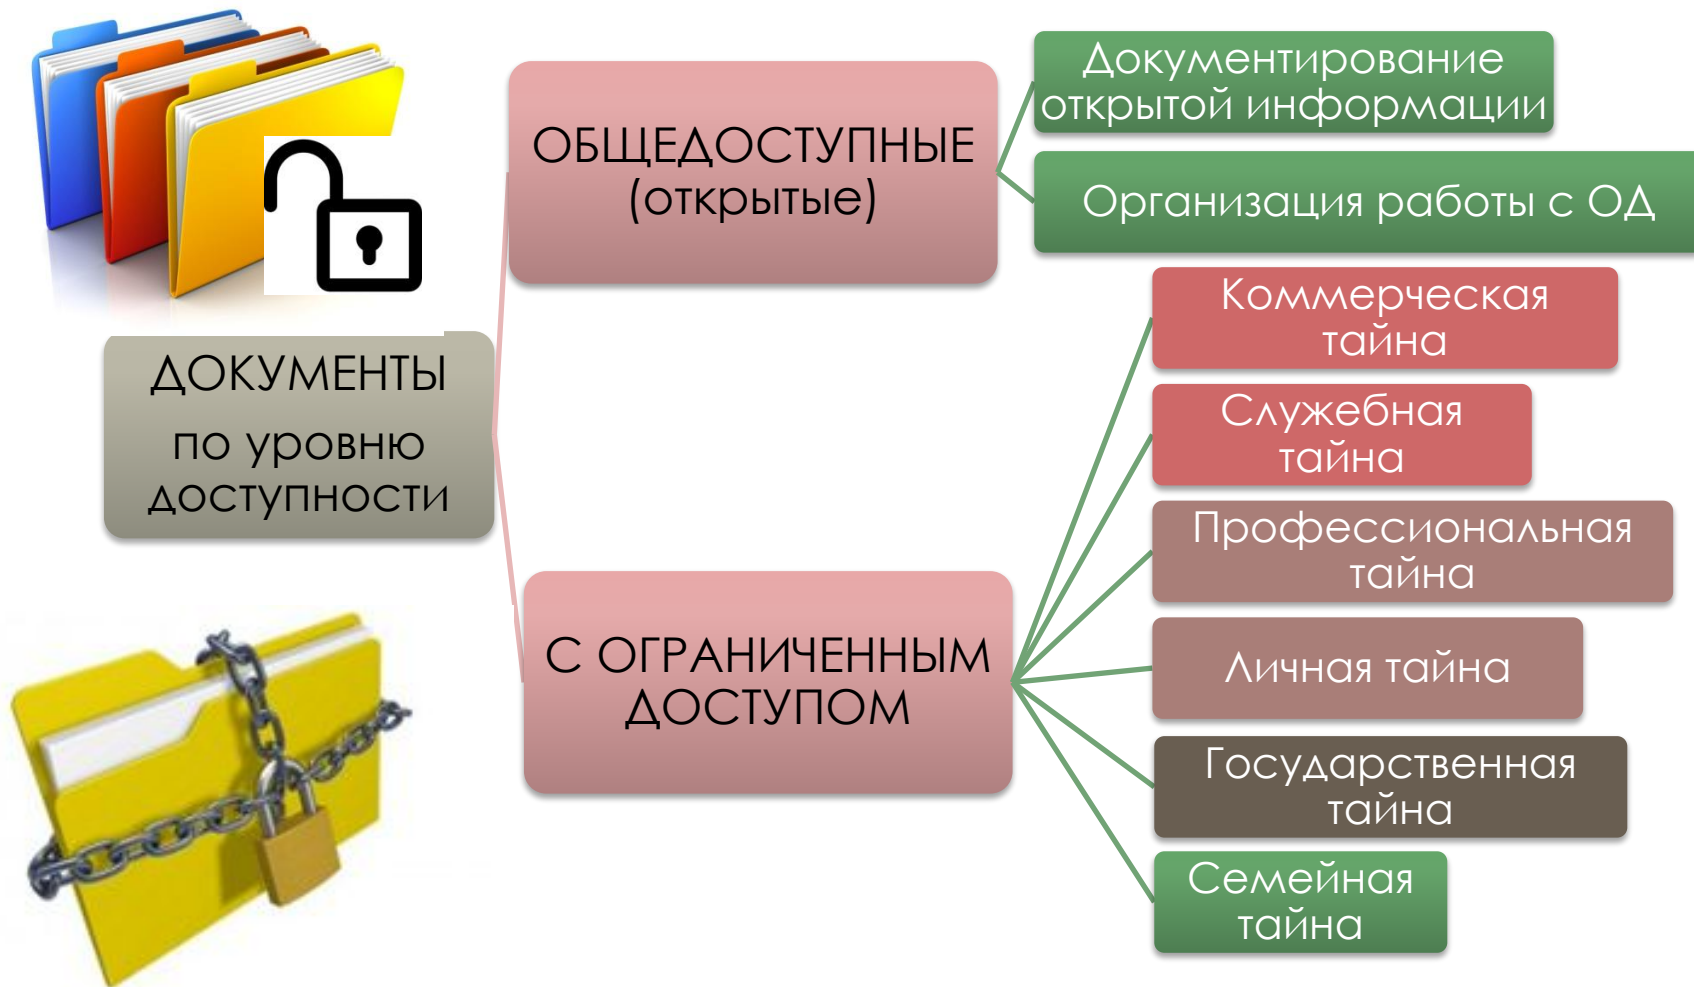 ДОКУМЕНТЫ
по уровню
доступности
ОБЩЕДОСТУПНЫЕ
(открытые)
Документирование
открытой информации
Организация работы с ОД
С ОГРАНИЧЕННЫМ
ДОСТУПОМ
Коммерческая
тайна
Служебная
тайна
Профессиональная
тайна
Личная тайна
Государственная
тайна
Семейная
тайна